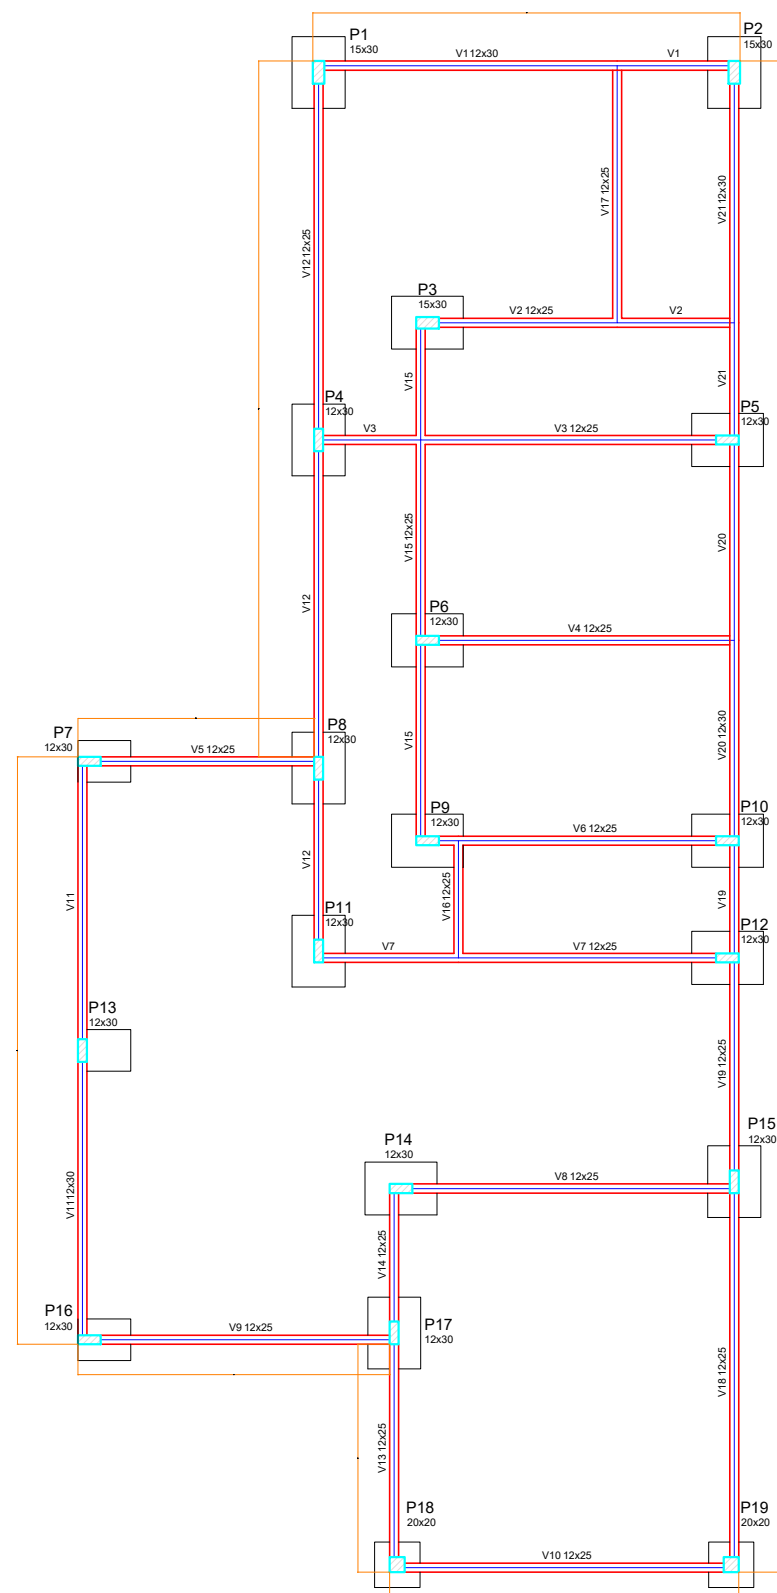 P1
15x30
V1 12x30
V1
P2
15x30
V17 12x25
V21 12x30
V12 12x25
P3
15x30
V2 12x25
V2
V15
V21
P4
12x30
V3
V3 12x25
P5
12x30
V15 12x25
V20
V12
P6
12x30
V4 12x25
V15
V20 12x30
P7
12x30
V5 12x25
P8
12x30
P9
12x30
V6 12x25
P10
12x30
V11
V12
V16 12x25
V19
P11
12x30
V7
V7 12x25
P12
12x30
P13
12x30
V19 12x25
P14
12x30
P15
12x30
V8 12x25
V11 12x30
V14 12x25
P16
12x30
V9 12x25
P17
12x30
V18 12x25
V13 12x25
P18
20x20
V10 12x25
P19
20x20